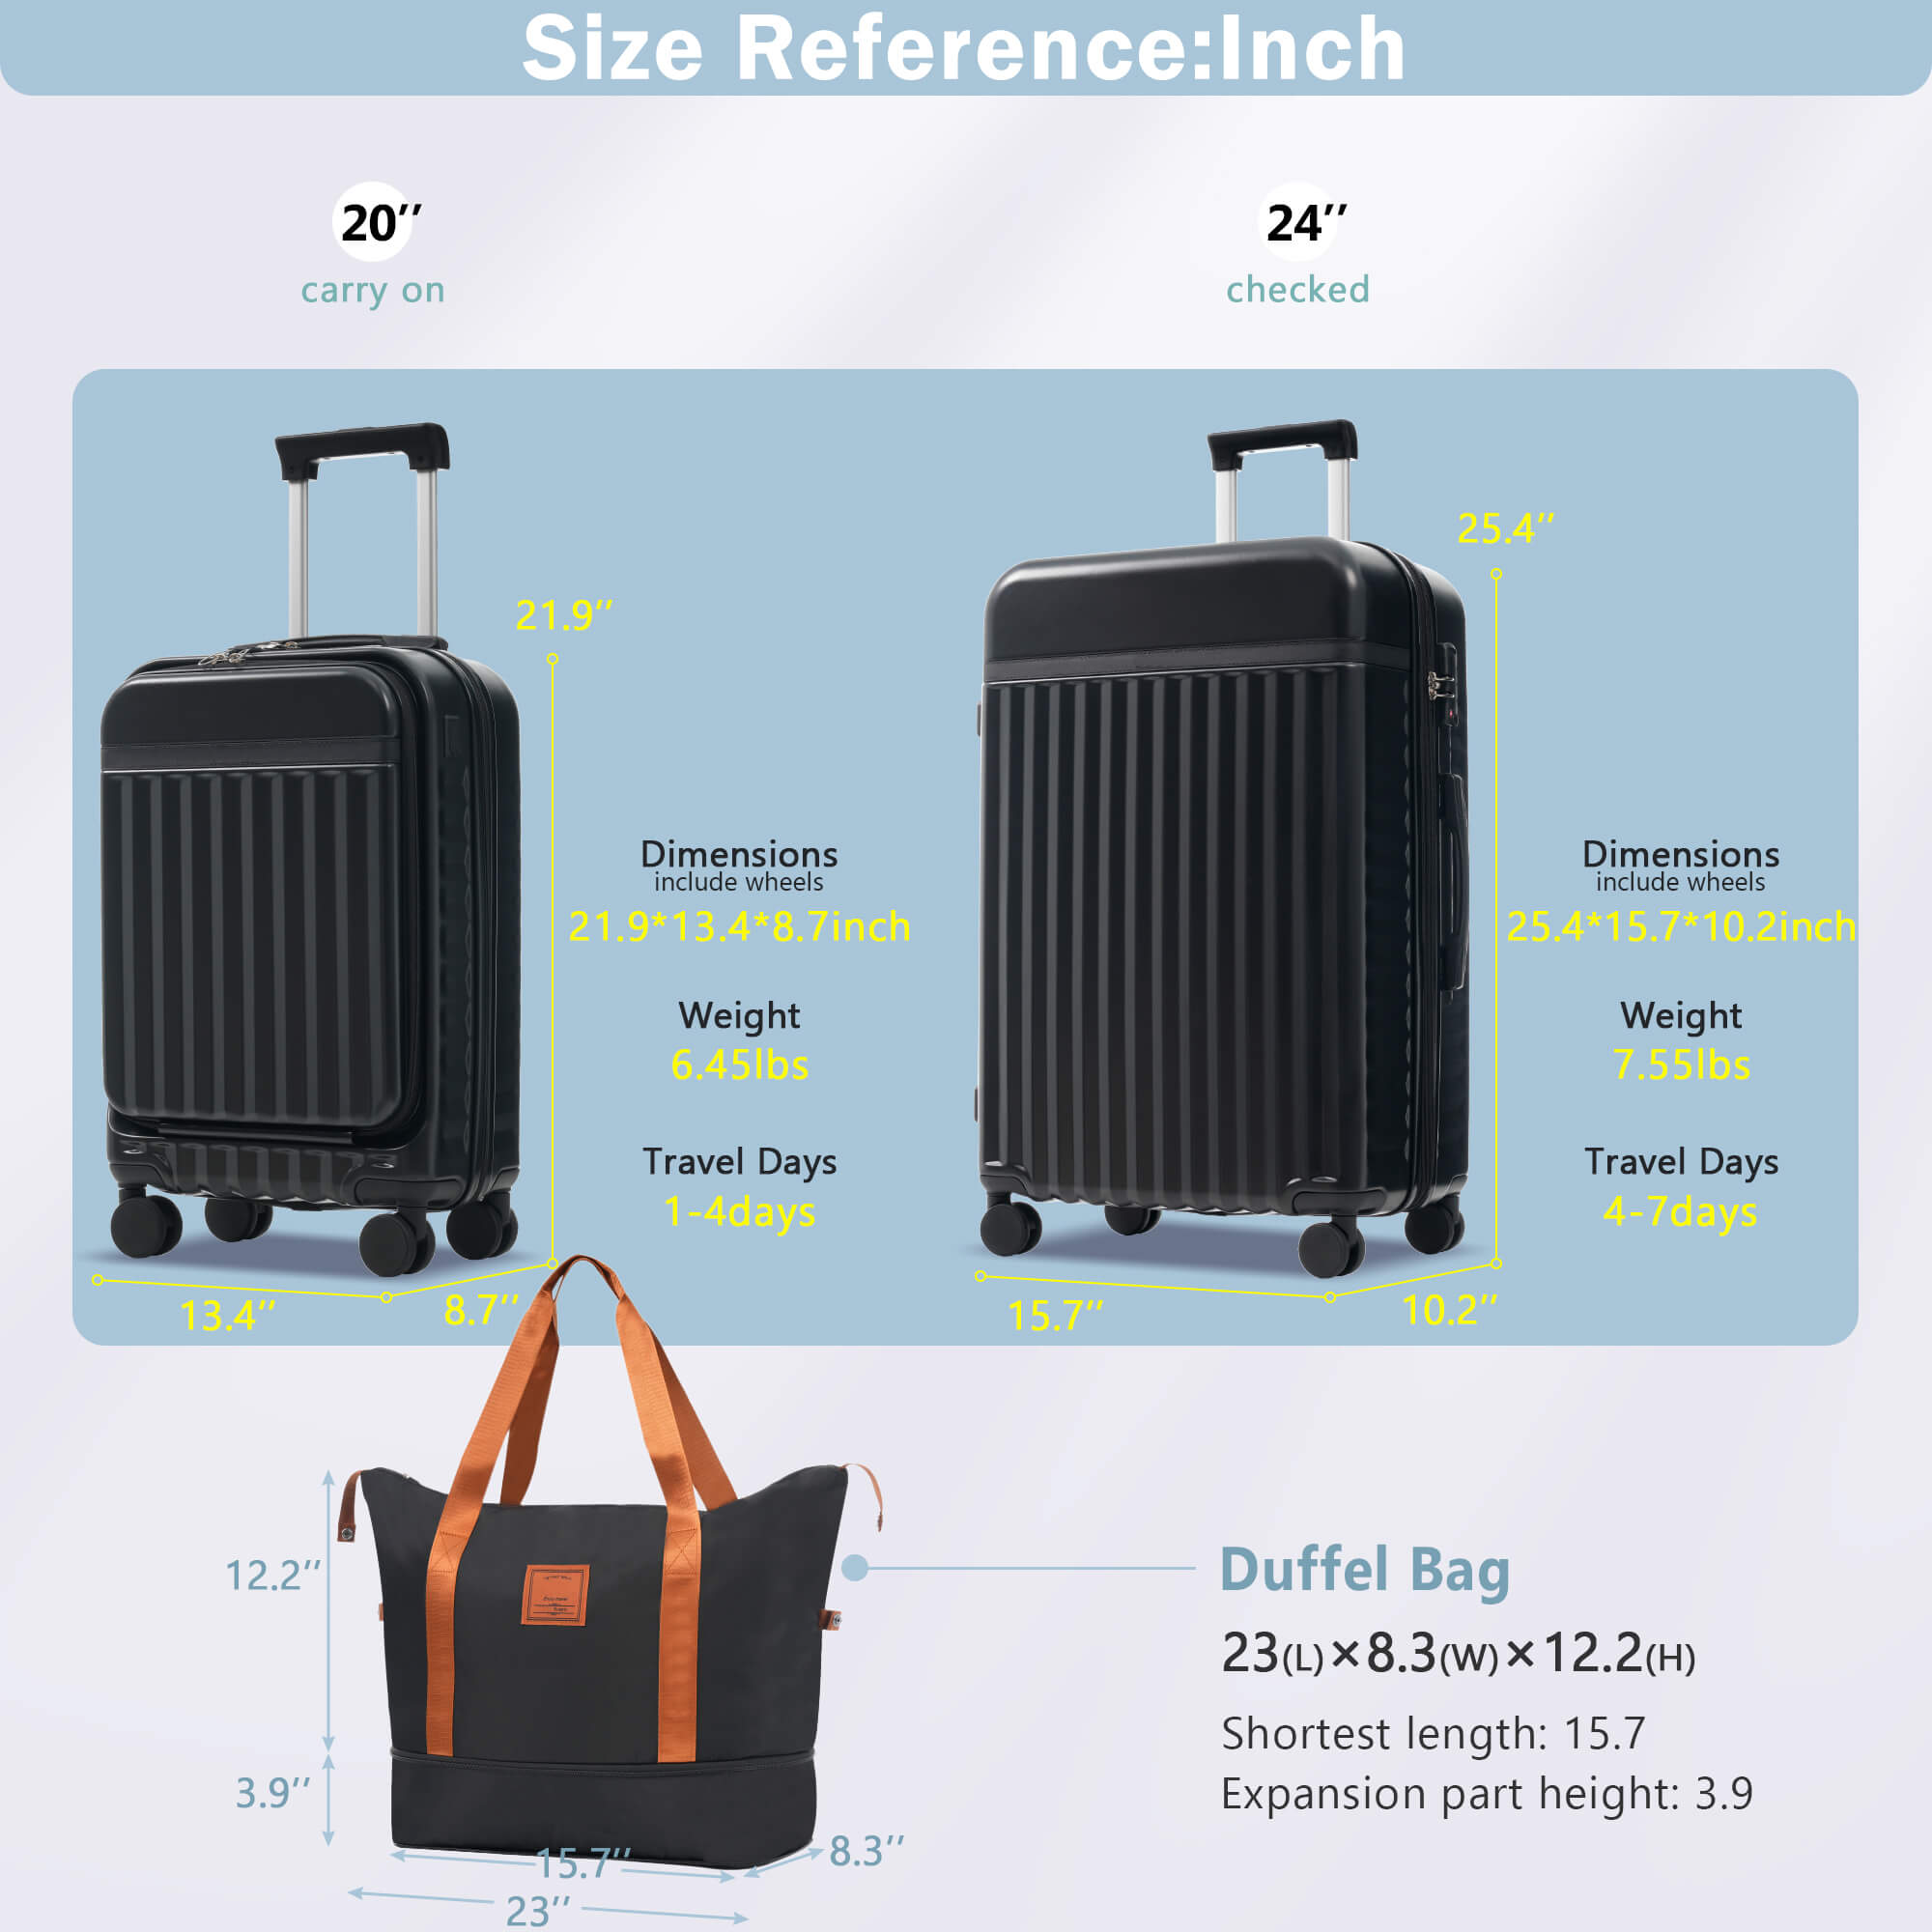 Size Reference:Inch
20’’
carry on
24’’
checked
21.9’’
25.4’’
Dimensions
include wheels
21.9*13.4*8.7inch
Weight
6.45lbs
Travel Days
1-4days
Dimensions
include wheels
25.4*15.7*10.2inch
Weight
7.55lbs
Travel Days
4-7days
13.4’’
8.7’’
15.7’’
10.2’’
12.2’’
3.9’’
15.7’’
8.3’’
23’’
Duffel Bag
23(L)×8.3(W)×12.2(H)
Shortest length: 15.7
Expansion part height: 3.9